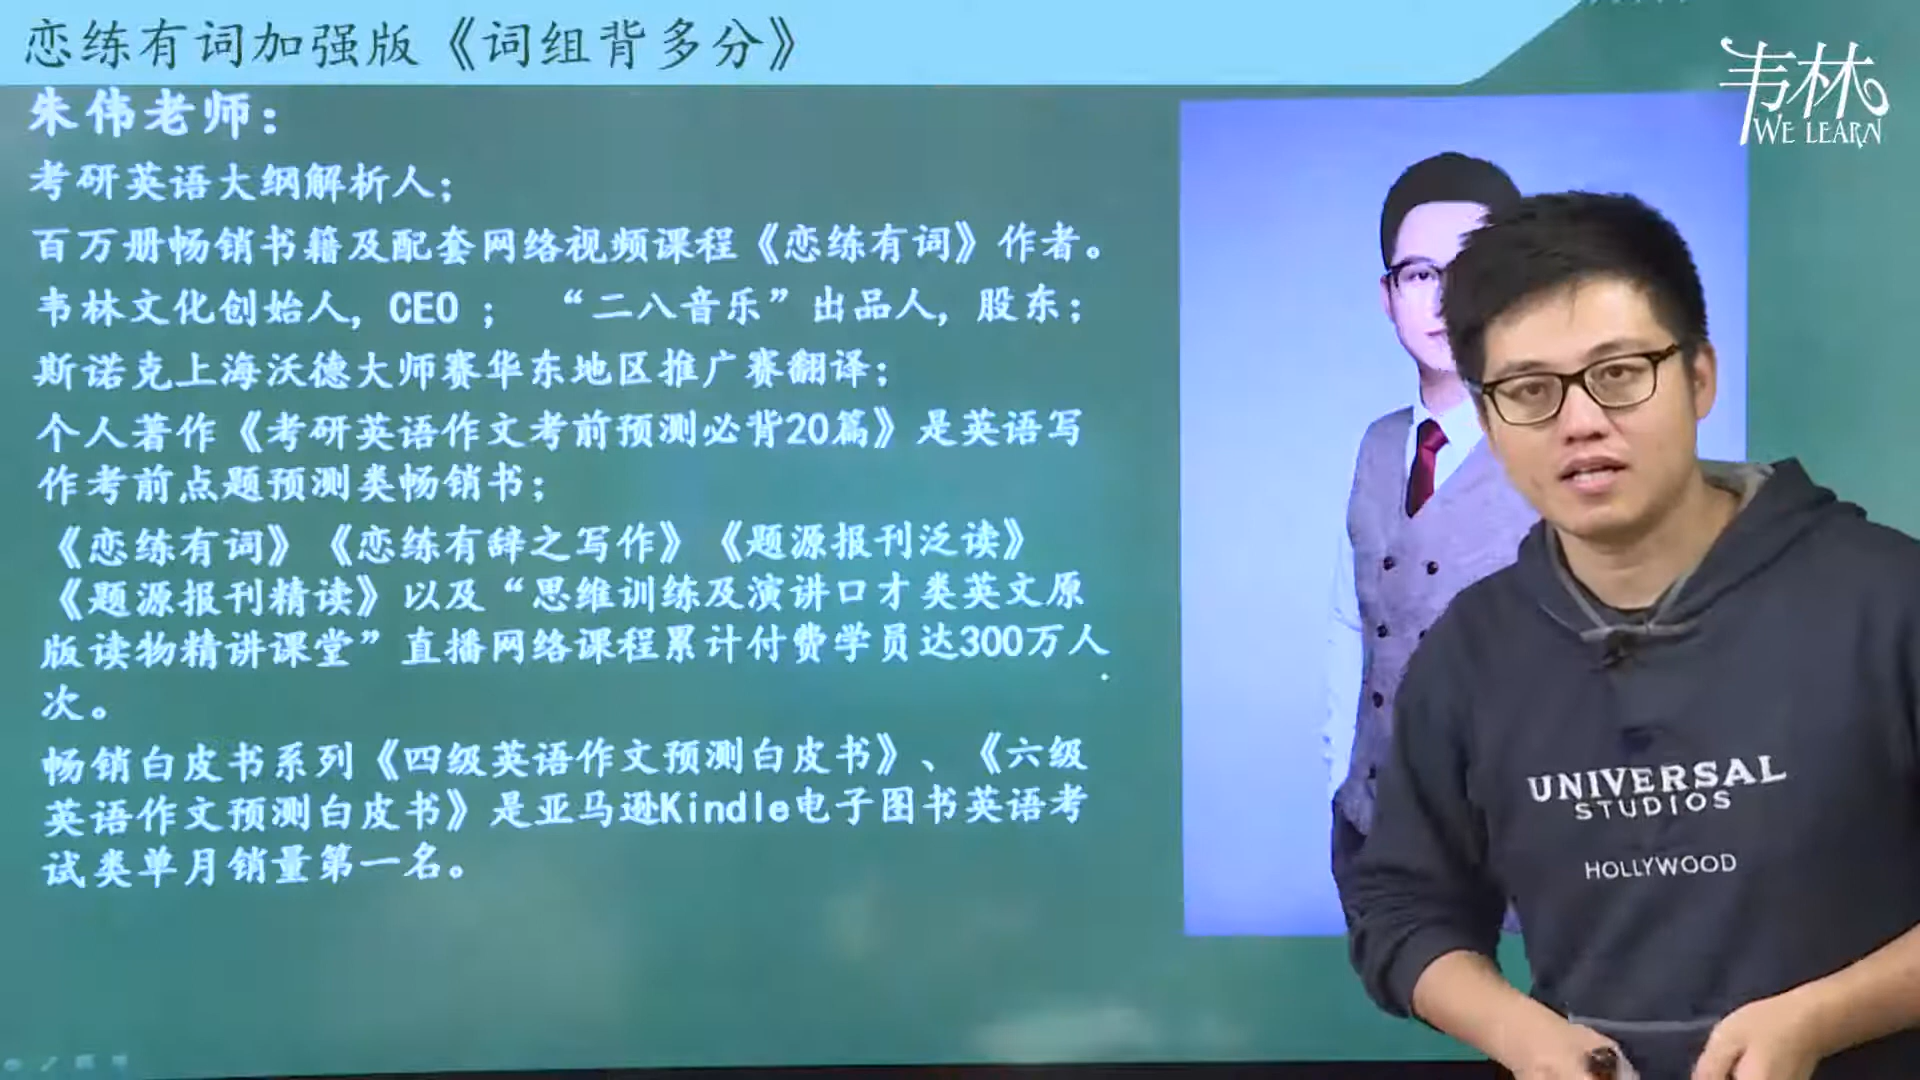 恋练有词加强版《词组背多分》
韦林
WE LEARN
朱伟老师：
考研英语大纲解析人；
百万册畅销书籍及配套网络视频课程《恋练有词》作者。
韦林文化创始人，CEO ； “二八音乐”出品人，股东；
斯诺克上海沃德大师赛华东地区推广赛翻译；
个人著作《考研英语作文考前预测必背20篇》是英语写
作考前点题预测类畅销书；
《恋练有词》《恋练有辞之写作》《题源报刊泛读》
《题源报刊精读》以及“思维训练及演讲口才类英文原
版读物精讲课堂”直播网络课程累计付费学员达300万人
次。
畅销白皮书系列《四级英语作文预测白皮书》、《六级
英语作文预测白皮书》是亚马逊Kindle电子图书英语考
试类单月销量第一名。
UNIVERSAL
STUDIOS
HOLLYWOOD